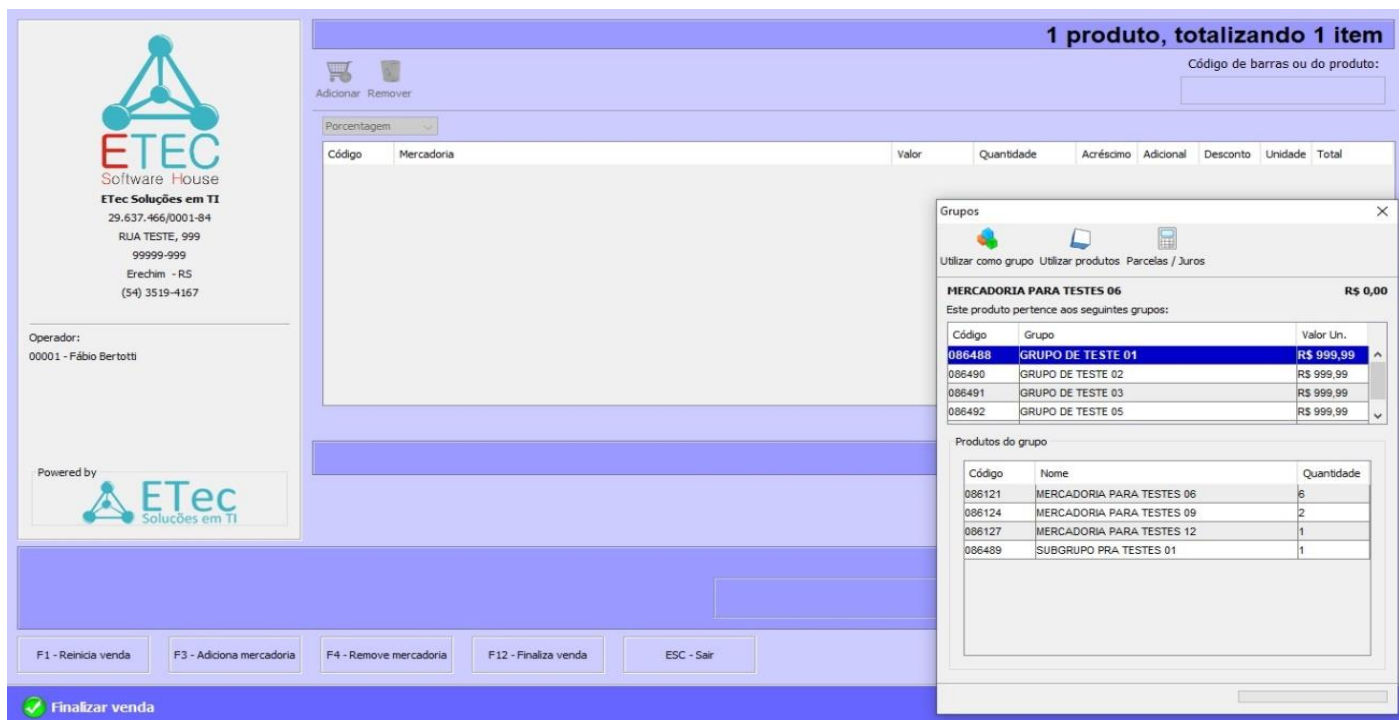 ETEC
Software House
ETec Soluções em TI
29.637.466/0001-84
RUA TESTE, 999
99999-999
Erechim - RS
(54) 3519-4167
Operador:
00001 - Fábio Bertotti
Powered by
ETec
Soluções em TI
1 produto, totalizando 1 item
Código de barras ou do produto:
Adicionar Remover
Porcentagem
Código Mercadoria Valor Quantidade Acréscimo Adicional Desconto Unidade Total
Grupos
Utilizar como grupo Utilizar produtos Parcelas / Juros
MERCADORIA PARA TESTES 06 R$ 0,00
Este produto pertence aos seguintes grupos:
Código Grupo Valor Un.
086488 GRUPO DE TESTE 01 R$ 999,99
086490 GRUPO DE TESTE 02 R$ 999,99
086491 GRUPO DE TESTE 03 R$ 999,99
086492 GRUPO DE TESTE 05 R$ 999,99
Produtos do grupo
Código Nome Quantidade
086121 MERCADORIA PARA TESTES 06 6
086124 MERCADORIA PARA TESTES 09 2
086127 MERCADORIA PARA TESTES 12 1
086489 SUBGRUPO PRA TESTES 01 1
F1 - Reinicia venda F3 - Adiciona mercadoria F4 - Remove mercadoria F12 - Finaliza venda ESC - Sair
Finalizar venda